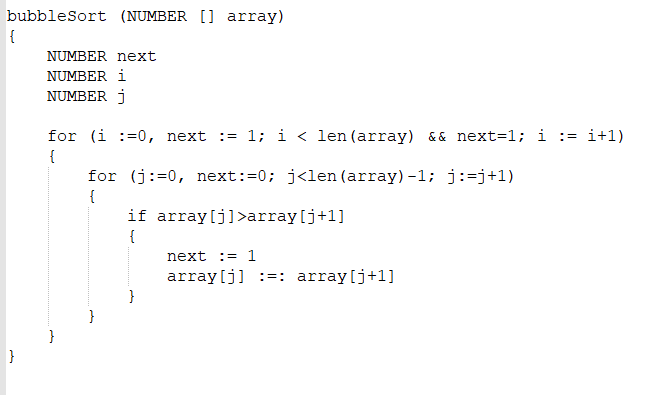 bubbleSort (NUMBER [] array)
{
NUMBER next
NUMBER i
NUMBER j
for (i :=0, next := 1; i < len(array) && next=1; i := i+1)
{
for (j:=0, next:=0; j<len(array)-1; j:=j+1)
{
if array[j]>array[j+1]
{
next := 1
array[j] :=: array[j+1]
}
}
}
}